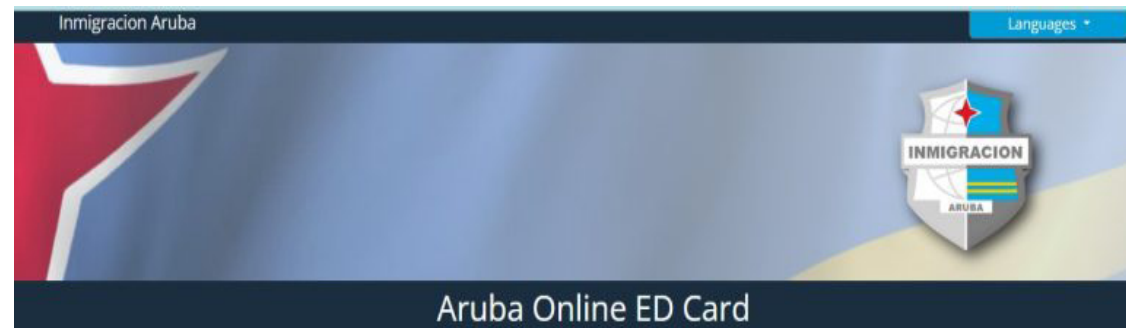 Inmigracion Aruba
Languages
INMIGRACION
ARUBA
Aruba Online ED Card